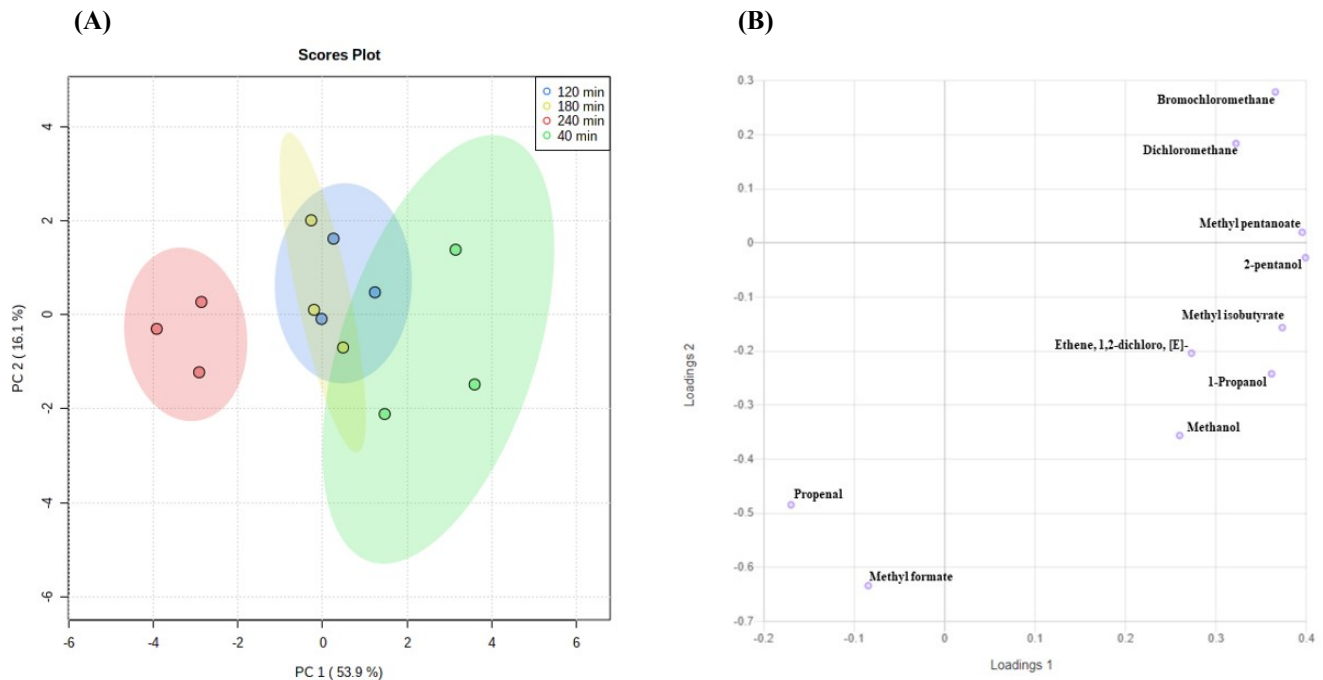 (A)
Scores Plot
120 min
180 min
240 min
40 min
4
2
0
-2
-4
-6
PC 2 ( 16.1 %)
-6 -4 -2 0 2 4 6
PC 1 ( 53.9 %)
(B)
0.3
0.2
0.1
0
-0.1
-0.2
-0.3
-0.4
-0.5
-0.6
-0.7
Loadings 2
Bromochloromethane
Dichloromethane
Methyl pentanoate
2-pentanol
Methyl isobutyrate
Ethene, 1,2-dichloro, [E]-
1-Propanol
Methanol
Propenal
Methyl formate
-0.2 -0.1 0 0.1 0.2 0.3 0.4
Loadings 1